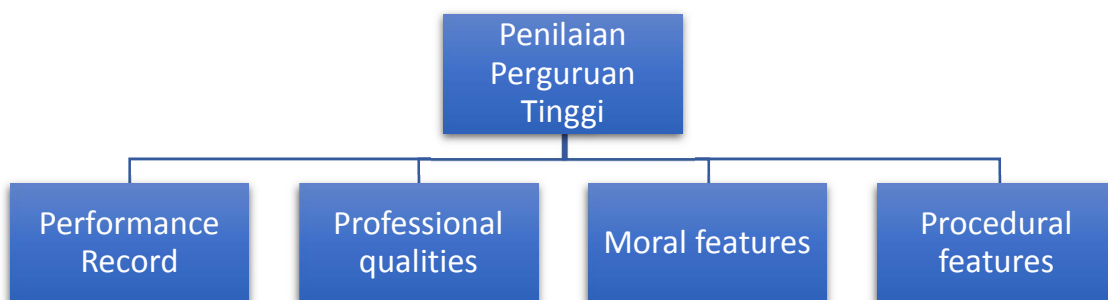 Penilaian
Perguruan
Tinggi
Performance
Record
Professional
qualities
Moral features
Procedural
features